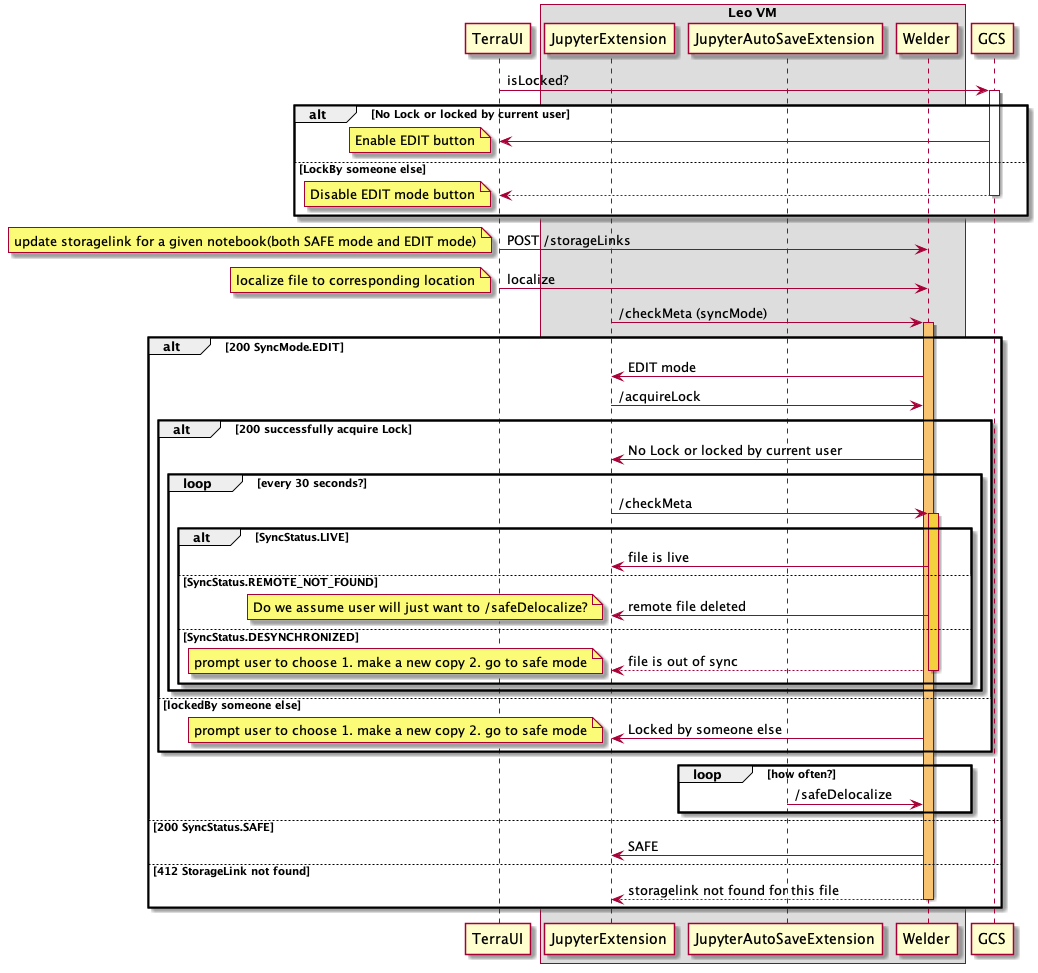 Leo VM
TerraUI
JupyterExtension
JupyterAutoSaveExtension
Welder
GCS
isLocked?
alt
[No Lock or locked by current user]
Enable EDIT button
[LockBy someone else]
Disable EDIT mode button
update storagelink for a given notebook(both SAFE mode and EDIT mode)
POST /storageLinks
localize file to corresponding location
localize
/checkMeta (syncMode)
alt
[200 SyncMode.EDIT]
EDIT mode
/acquireLock
alt
[200 successfully acquire Lock]
No Lock or locked by current user
loop
[every 30 seconds?]
/checkMeta
alt
[SyncStatus.LIVE]
file is live
[SyncStatus.REMOTE_NOT_FOUND]
Do we assume user will just want to /safeDelocalize?
remote file deleted
[SyncStatus.DESYNCHRONIZED]
prompt user to choose 1. make a new copy 2. go to safe mode
file is out of sync
[lockedBy someone else]
prompt user to choose 1. make a new copy 2. go to safe mode
Locked by someone else
loop
[how often?]
/safeDelocalize
[200 SyncStatus.SAFE]
SAFE
[412 StorageLink not found]
storagelink not found for this file
TerraUI
JupyterExtension
JupyterAutoSaveExtension
Welder
GCS